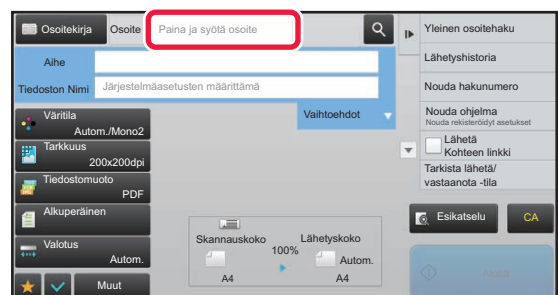 Osoitekirja
Osoite
Paina ja syötä osoite
Aihe
Tiedoston Nimi
Järjestelmäasetusten määrittämä
Vaihtoehdot
Väritila
Autom./Mono2
Tarkkuus
200x200dpi
Tiedostomuoto
PDF
Alkuperäinen
Valotus
Autom.
Muut
Skannauskoko
A4
100%
Lähetyskoko
Autom.
A4
Yleinen osoitehaku
Lähetyshistoria
Nouda hakunumero
Nouda ohjelma
Nouda rekisteröidyt asetukset
Lähetä
Kohteen linkki
Tarkista lähetä/
vastaanota -tila
Esikatselu
CA
Aloita